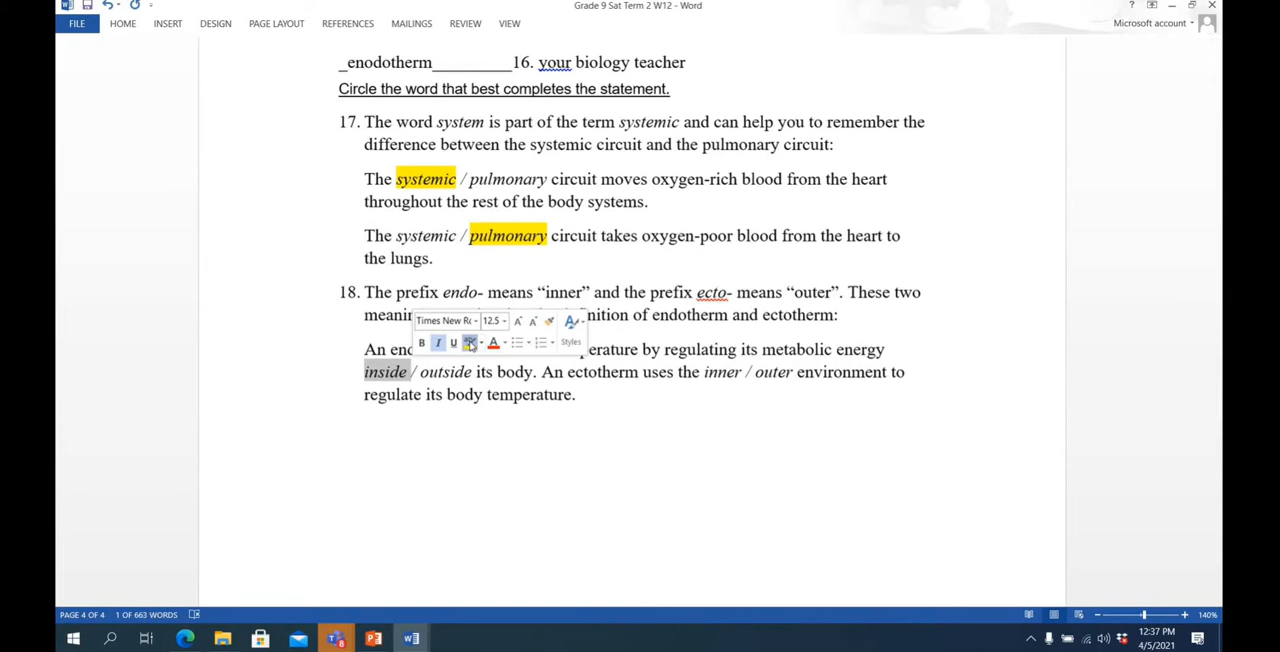 Grade 9 Sat Term 2 W12 - Word
?
FILE HOME INSERT DESIGN PAGE LAYOUT REFERENCES MAILINGS REVIEW VIEW Microsoft account
_enodotherm_________16. your biology teacher
Circle the word that best completes the statement.
17. The word system is part of the term systemic and can help you to remember the
difference between the systemic circuit and the pulmonary circuit:
The systemic / pulmonary circuit moves oxygen-rich blood from the heart
throughout the rest of the body systems.
The systemic / pulmonary circuit takes oxygen-poor blood from the heart to
the lungs.
18. The prefix endo- means “inner” and the prefix ecto- means “outer”. These two
of endotherm and ectotherm:
Times New Ro 12.5 A A A
B I U A Styles
An by regulating its metabolic energy
inside / outside its body. An ectotherm uses the inner / outer environment to
regulate its body temperature.
PAGE 4 OF 4 1 OF 663 WORDS 140%
12:37 PM
4/5/2021